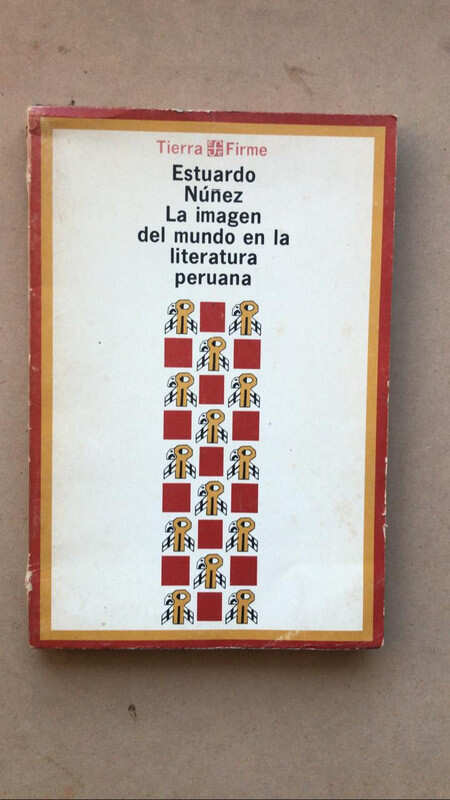 Tierra Firme
Estuardo
Núñez
La imagen
del mundo en la
literatura
peruana